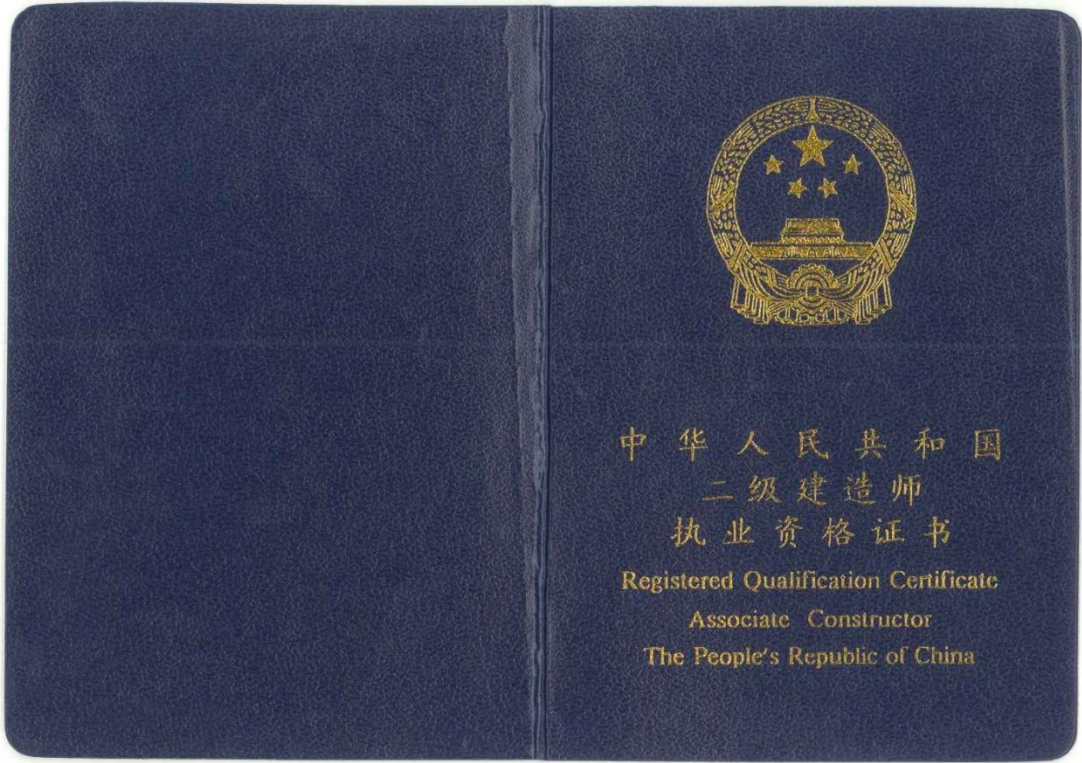 中华人民共和国
二级建造师
执业资格证书
Registered Qualification Certificate
Associate Constructor
The People's Republic of China